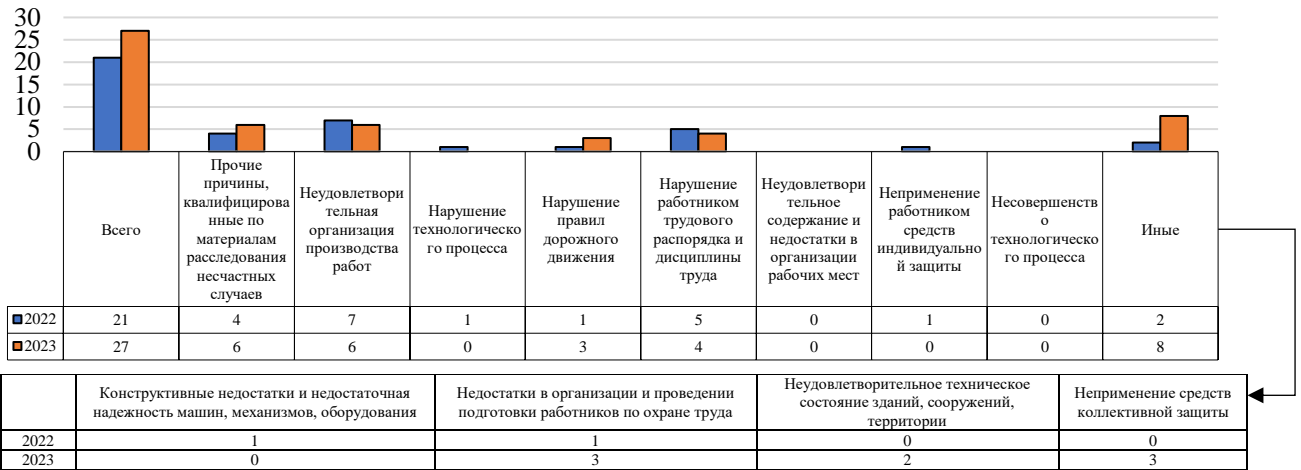 30
25
20
15
10
5
0
Всего
Прочие
причины,
квалифицирова
нные по
материалам
расследования
несчастных
случаев
Неудовлетвори
тельная
организация
производства
работ
Нарушение
технологическо
го процесса
Нарушение
правил
дорожного
движения
Нарушение
работником
трудового
распорядка и
дисциплины
труда
Неудовлетвори
тельное
содержание и
недостатки в
организации
рабочих мест
Неприменение
работником
средств
индивидуально
й защиты
Несовершенств
о
технологическо
го процесса
Иные
2022 21 4 7 1 1 5 0 1 0 2
2023 27 6 6 0 3 4 0 0 0 8
Конструктивные недостатки и недостаточная
надежность машин, механизмов, оборудования
Недостатки в организации и проведении
подготовки работников по охране труда
Неудовлетворительное техническое
состояние зданий, сооружений,
территории
Неприменение средств
коллективной защиты
2022 1 1 0 0
2023 0 3 2 3